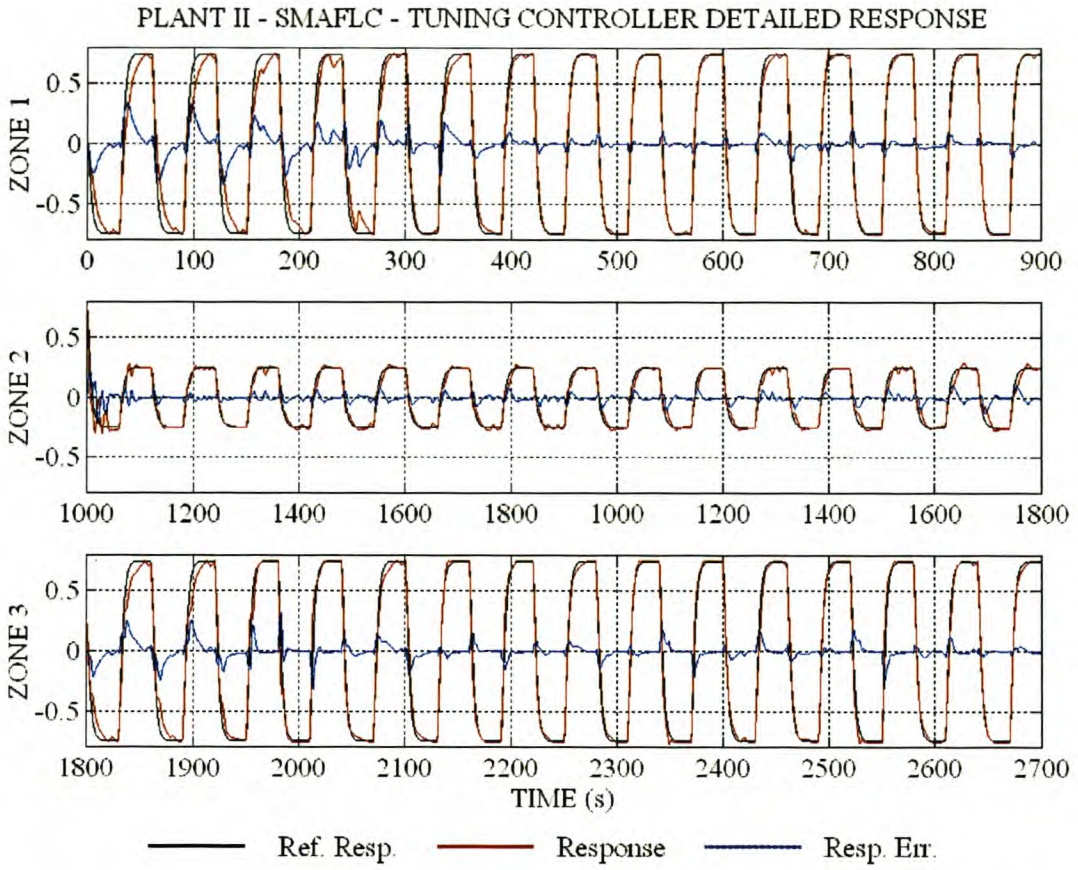 PLANT II - SMAFLC - TUNING CONTROLLER DETAILED RESPONSE
ZONE 1
0.5
0
-0.5
0 100 200 300 400 500 600 700 800 900
ZONE 2
0.5
0
-0.5
1000 1200 1400 1600 1800 1000 1200 1400 1600 1800
ZONE 3
0.5
0
-0.5
1800 1900 2000 2100 2200 2300 2400 2500 2600 2700
TIME (s)
Ref. Resp. Response Resp. Err.